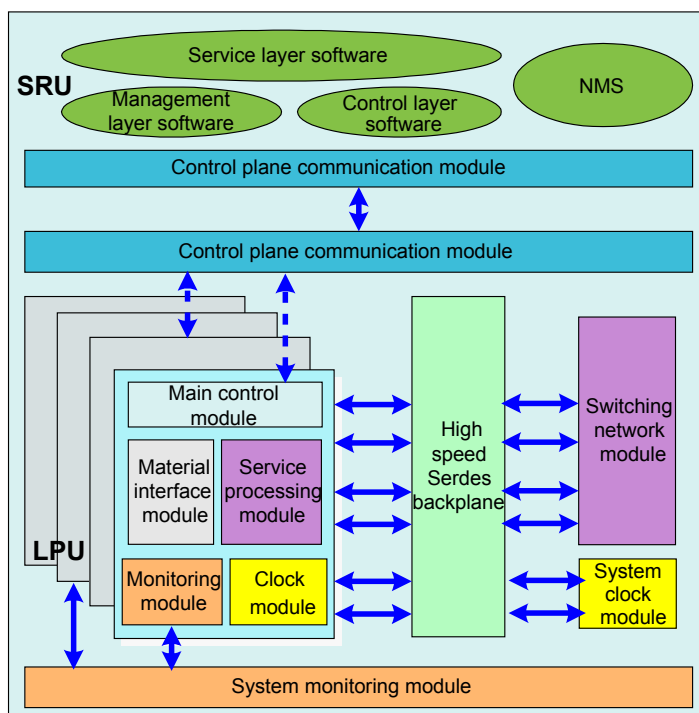 Service layer software
SRU
NMS
Management
layer software
Control layer
software
Control plane communication module
Control plane communication module
Main control
module
Material
interface
module
Service
processing
module
High
speed
Serdes
backplane
Switching
network
module
LPU
Monitoring
module
Clock
module
System
clock
module
System monitoring module